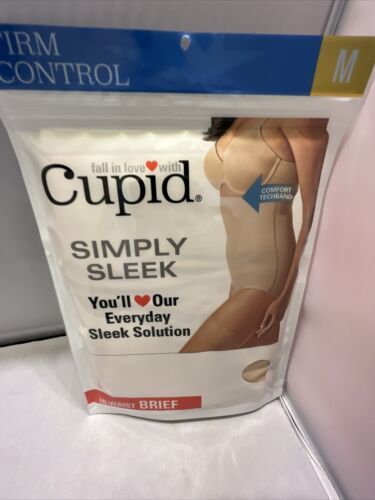 FIRM
CONTROL
M
fall in love with
Cupid®
COMFORT
TECHBAND
SIMPLY
SLEEK
You'll ❤ Our
Everyday
Sleek Solution
HI WAIST BRIEF